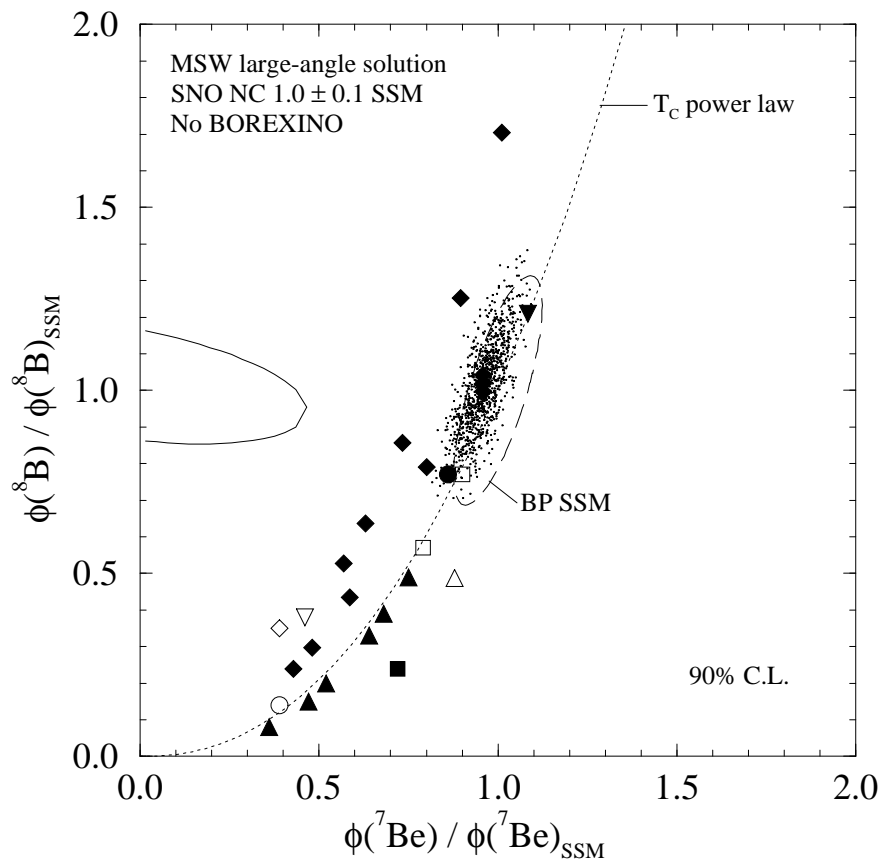 2.0
MSW large-angle solution
SNO NC 1.0 ± 0.1 SSM
No BOREXINO
T_C power law
1.5
ϕ(⁸B) / ϕ(⁸B)_SSM
1.0
BP SSM
0.5
90% C.L.
0.0
0.0 0.5 1.0 1.5 2.0
ϕ(⁷Be) / ϕ(⁷Be)_SSM